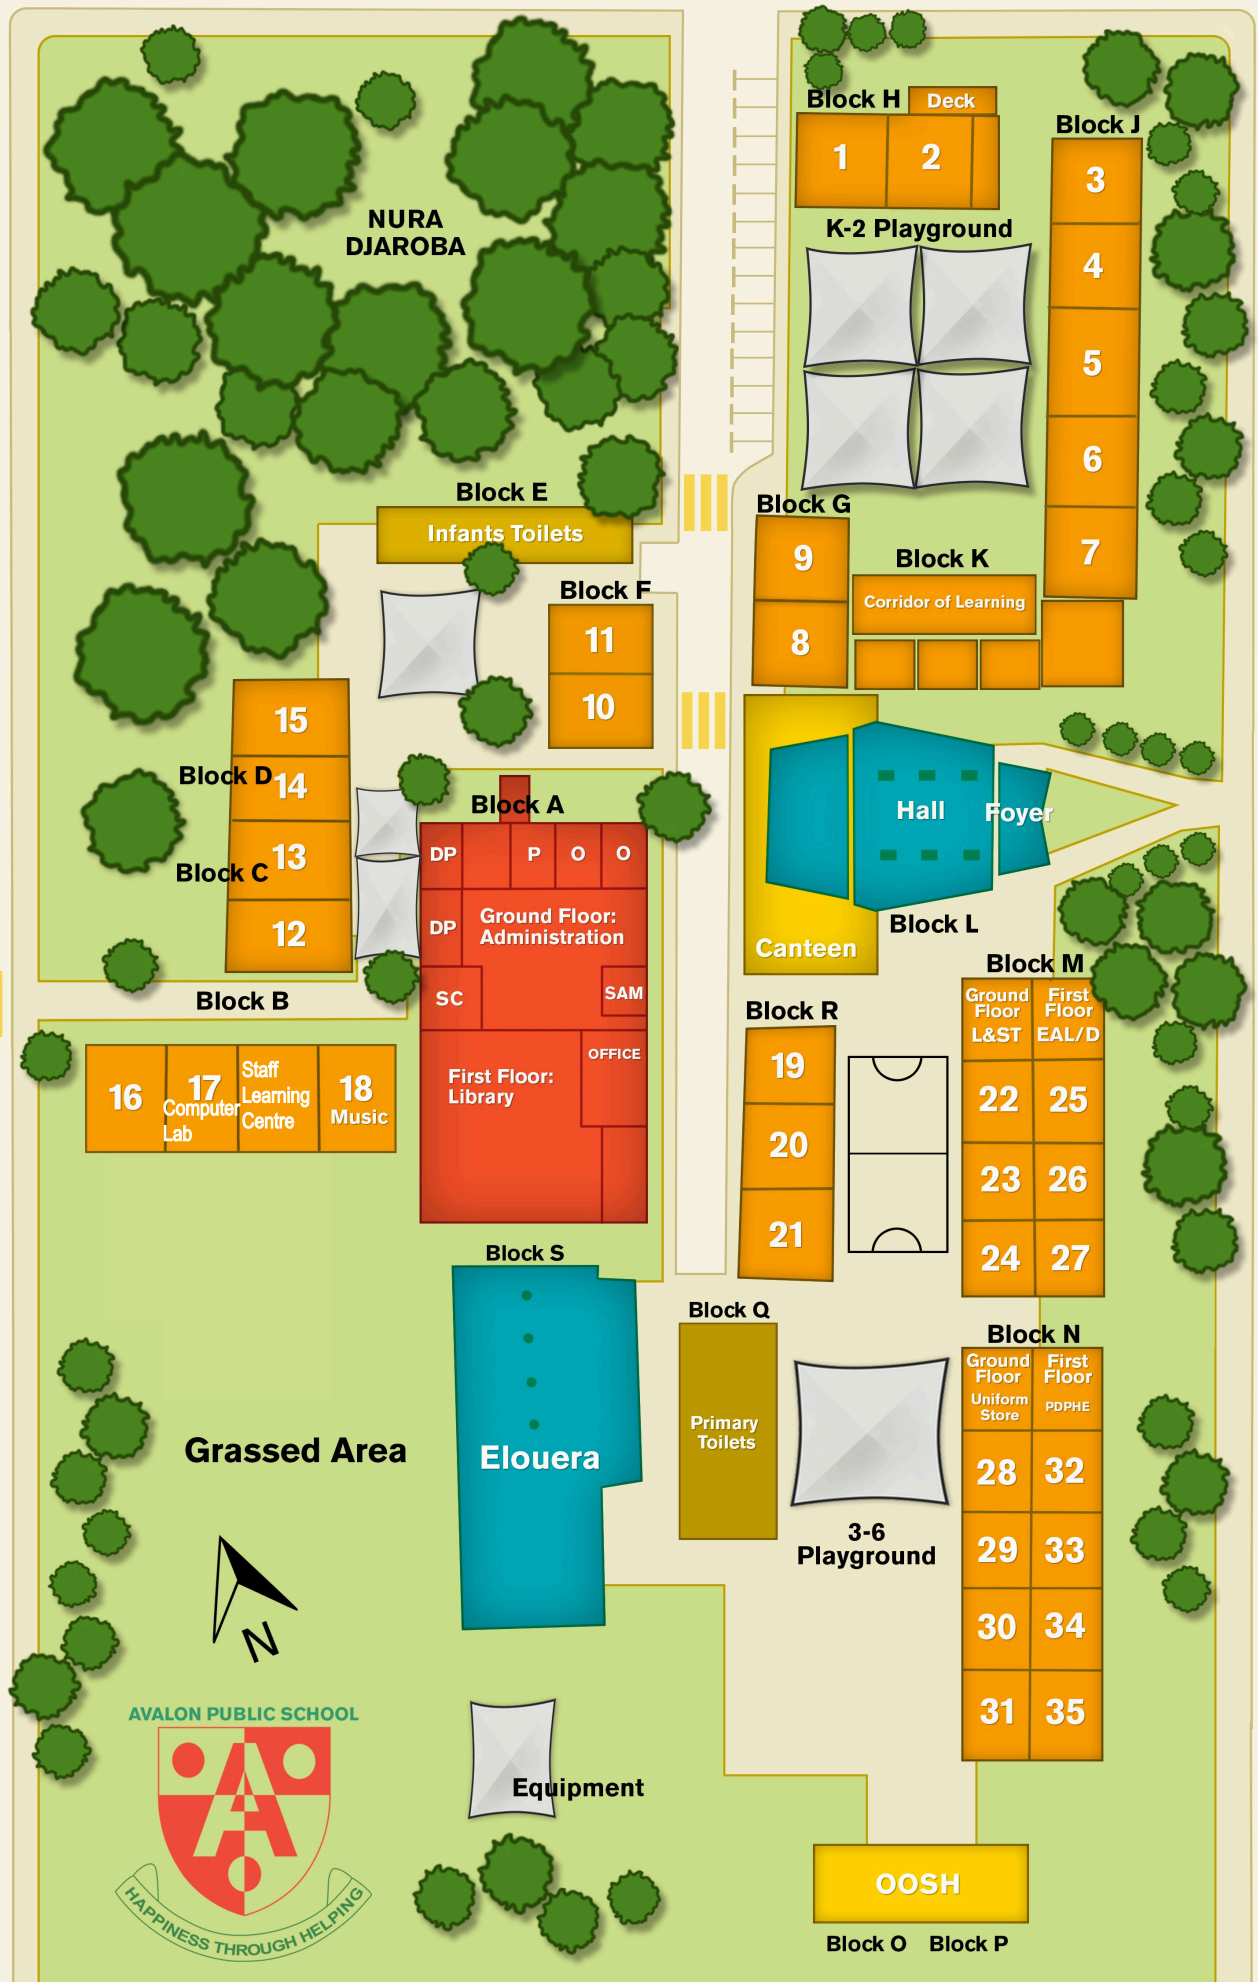 Block H
Deck
1
2
Block J
3
4
5
6
7
NURA
DJAROBA
K-2 Playground
Block E
Infants Toilets
Block G
9
8
Block K
Corridor of Learning
Block F
11
10
15
Block D
14
Block C
13
12
Block A
DP
P
O
O
DP
Ground Floor:
Administration
SC
SAM
OFFICE
First Floor:
Library
Hall
Foyer
Canteen
Block L
Block B
16
17
Computer
Lab
Staff
Learning
Centre
18
Music
Block R
19
20
21
Block M
Ground
Floor
L&ST
First
Floor
EAL/D
22
25
23
26
24
27
Block S
Elouera
Block Q
Primary
Toilets
3-6
Playground
Block N
Ground
Floor
Uniform
Store
First
Floor
PDPHE
28
32
29
33
30
34
31
35
Grassed Area
N
AVALON PUBLIC SCHOOL
A
HAPPINESS THROUGH HELPING
Equipment
OOSH
Block O
Block P